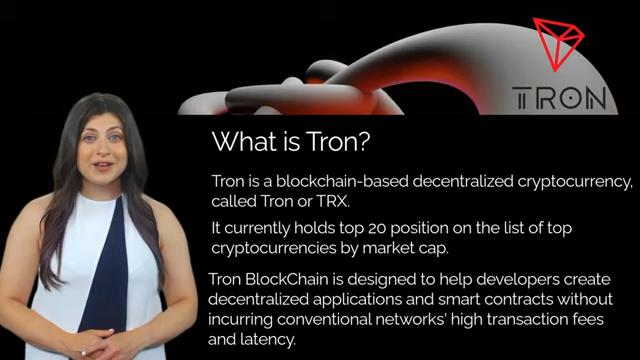 TRON
What is Tron?
Tron is a blockchain-based decentralized cryptocurrency,
called Tron or TRX.
It currently holds top 20 position on the list of top
cryptocurrencies by market cap.
Tron BlockChain is designed to help developers create
decentralized applications and smart contracts without
incurring conventional networks' high transaction fees
and latency.